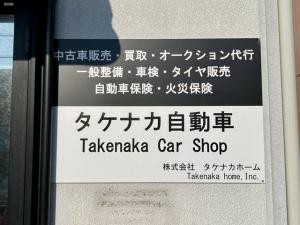 中古車販売・買取・オークション代行
一般整備・車検・タイヤ販売
自動車保険・火災保険
タケナカ自動車
Takenaka Car Shop
株式会社 タケナカホーム
Takenaka home,Inc.